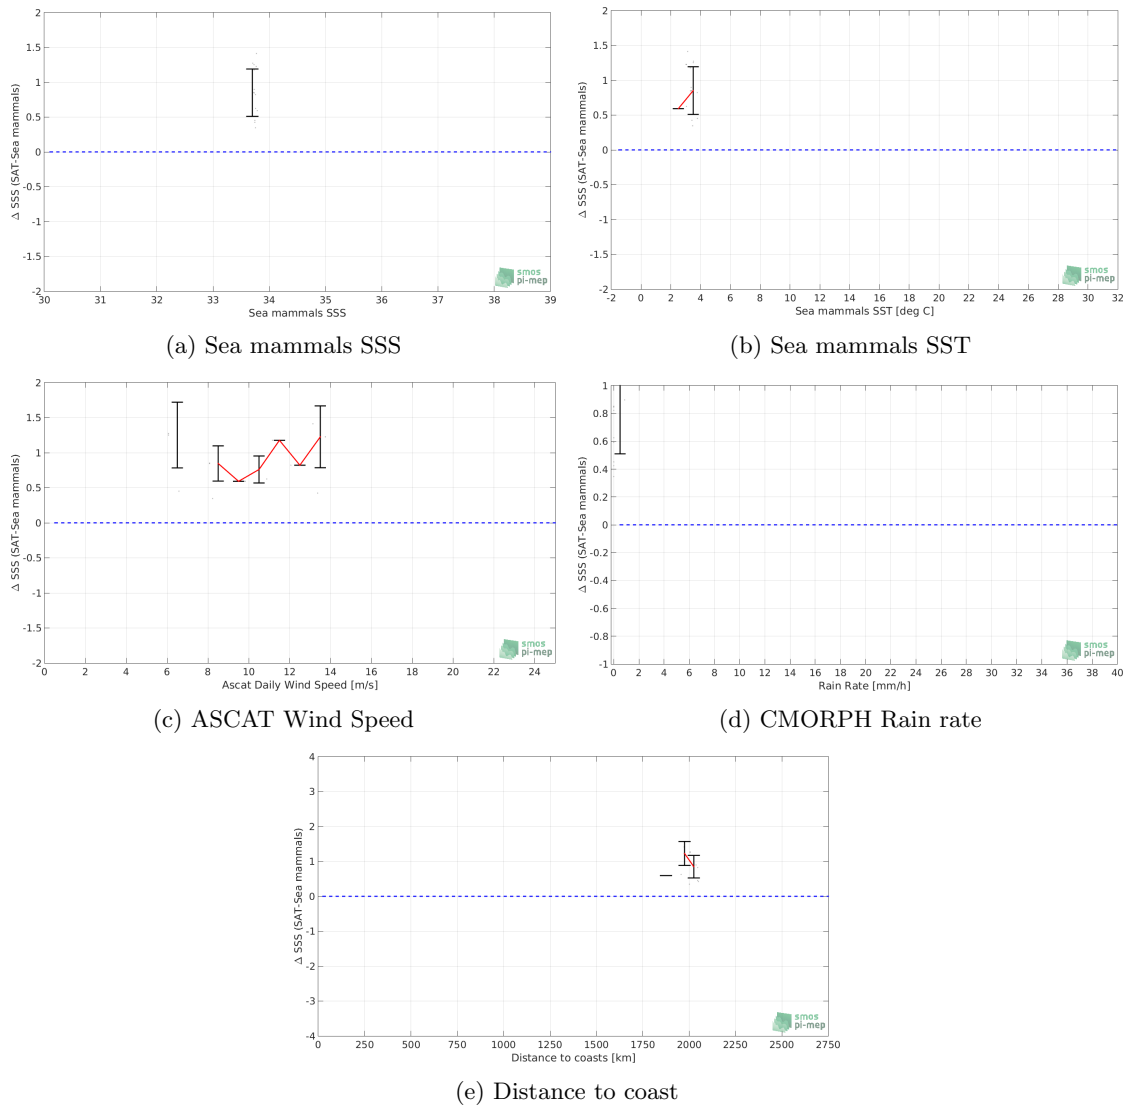 2
1.5
1
0.5
0
-0.5
-1
-1.5
-2
Δ SSS (SAT-Sea mammals)
30 31 32 33 34 35 36 37 38 39
Sea mammals SSS
smos
pi-mep
(a) Sea mammals SSS
2
1.5
1
0.5
0
-0.5
-1
-1.5
-2
Δ SSS (SAT-Sea mammals)
-2 0 2 4 6 8 10 12 14 16 18 20 22 24 26 28 30 32
Sea mammals SST [deg C]
smos
pi-mep
(b) Sea mammals SST
2
1.5
1
0.5
0
-0.5
-1
-1.5
-2
Δ SSS (SAT-Sea mammals)
0 2 4 6 8 10 12 14 16 18 20 22 24
Ascat Daily Wind Speed [m/s]
smos
pi-mep
(c) ASCAT Wind Speed
1
0.8
0.6
0.4
0.2
0
-0.2
-0.4
-0.6
-0.8
-1
Δ SSS (SAT-Sea mammals)
0 2 4 6 8 10 12 14 16 18 20 22 24 26 28 30 32 34 36 38 40
Rain Rate [mm/h]
smos
pi-mep
(d) CMORPH Rain rate
4
3
2
1
0
-1
-2
-3
-4
Δ SSS (SAT-Sea mammals)
0 250 500 750 1000 1250 1500 1750 2000 2250 2500 2750
Distance to coasts [km]
smos
pi-mep
(e) Distance to coast